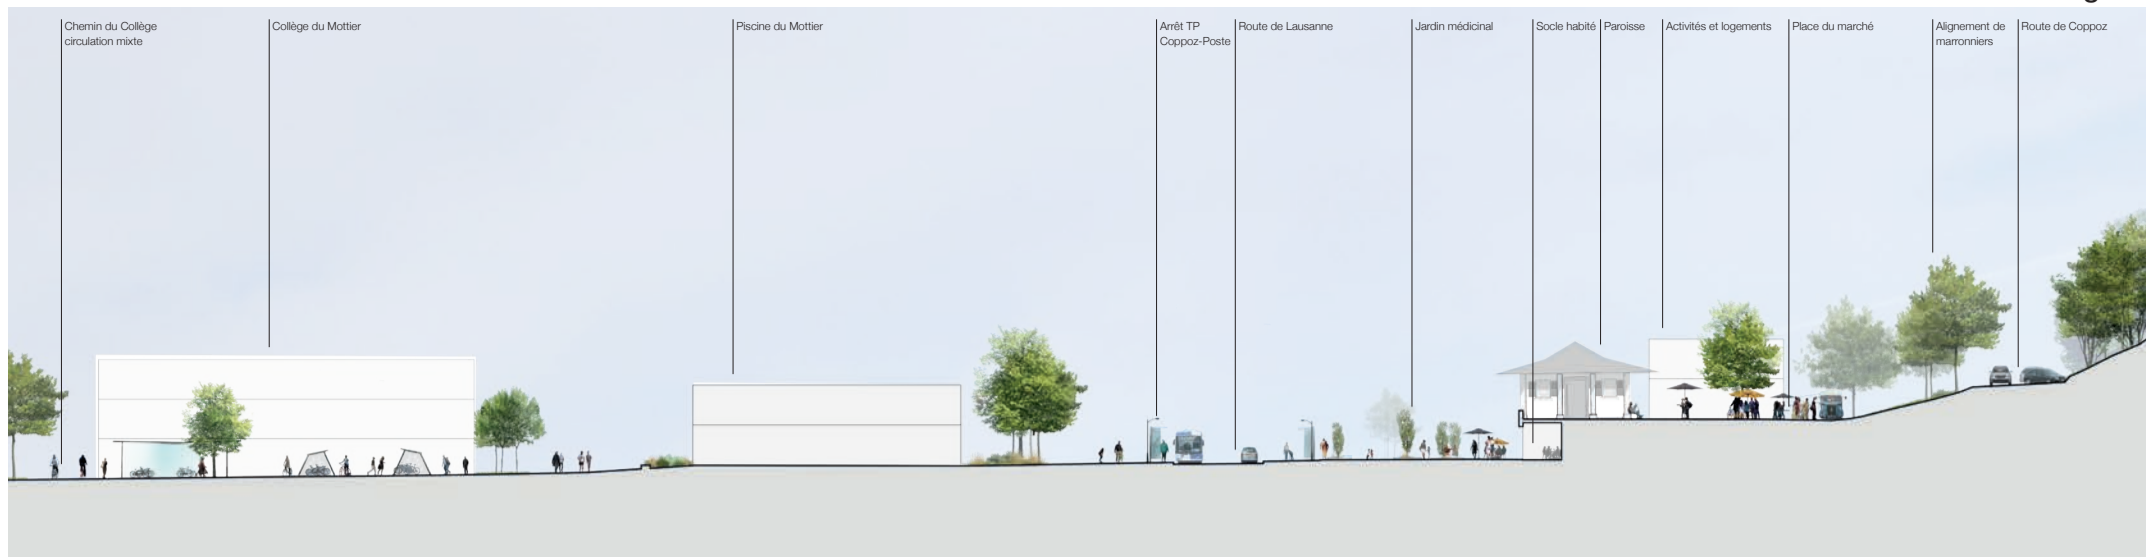 Chemin du Collège
circulation mixte
Collège du Mottier
Piscine du Mottier
Arrêt TP
Coppoz-Poste
Route de Lausanne
Jardin médicinal
Socle habité
Paroisse
Activités et logements
Place du marché
Alignement de
marronniers
Route de Coppoz